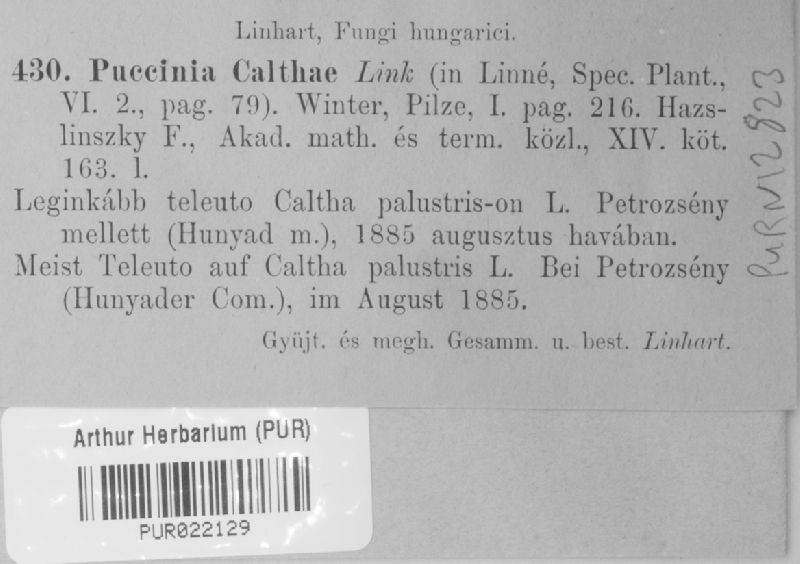 Linhart, Fungi hungarici.
430. Puccinia Calthae Link (in Linné, Spec. Plant.,
VI. 2., pag. 79). Winter, Pilze, I. pag. 216. Hazs-
linszky F., Akad. math. és term. közl., XIV. köt.
163. l.
Leginkább teleuto Caltha palustris-on L. Petrozsény
mellett (Hunyad m.), 1885 augusztus havában.
Meist Teleuto auf Caltha palustris L. Bei Petrozsény
(Hunyader Com.), im August 1885.
Gyüjt. és megh. Gesamm. u. best. Linhart.
PURN12823
Arthur Herbarium (PUR)
PUR022129